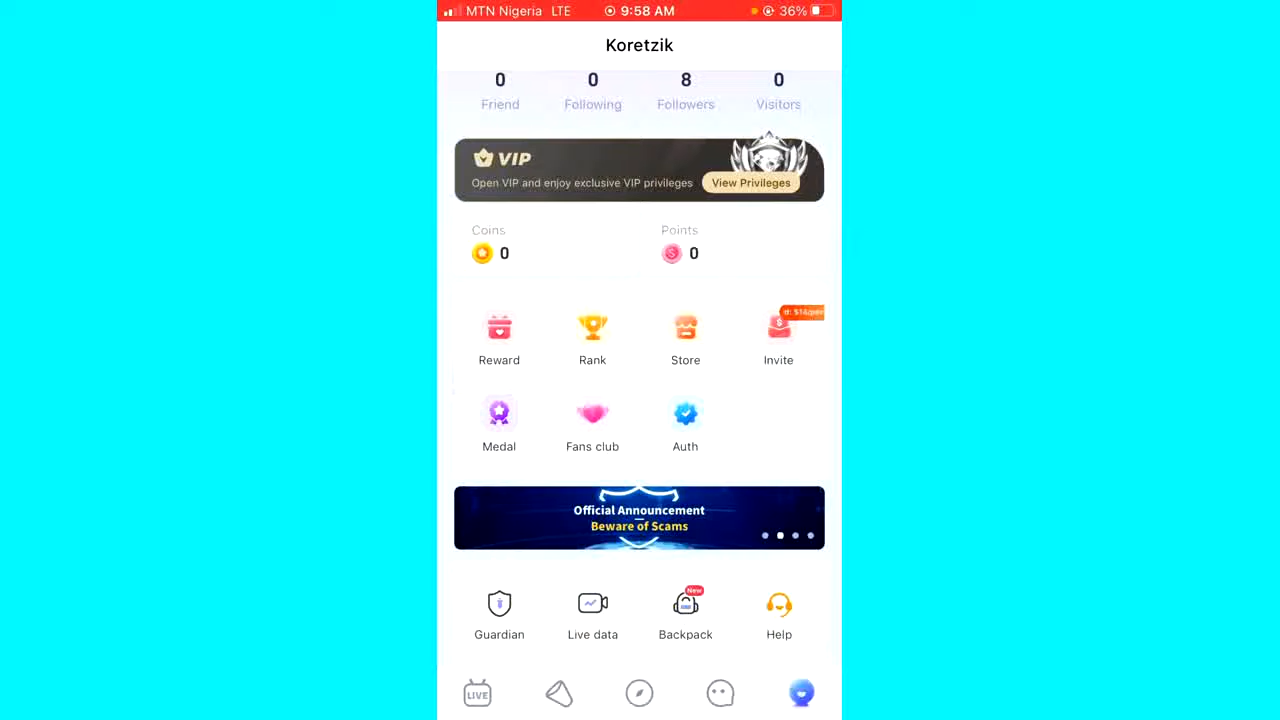 MTN Nigeria LTE 9:58 AM 36%
Koretzik
0 0 8 0
Friend Following Followers Visitors
VIP
Open VIP and enjoy exclusive VIP privileges View Privileges
Coins Points
0 0
Reward Rank Store Invite
Medal Fans club Auth
Official Announcement
Beware of Scams
New
Guardian Live data Backpack Help
LIVE